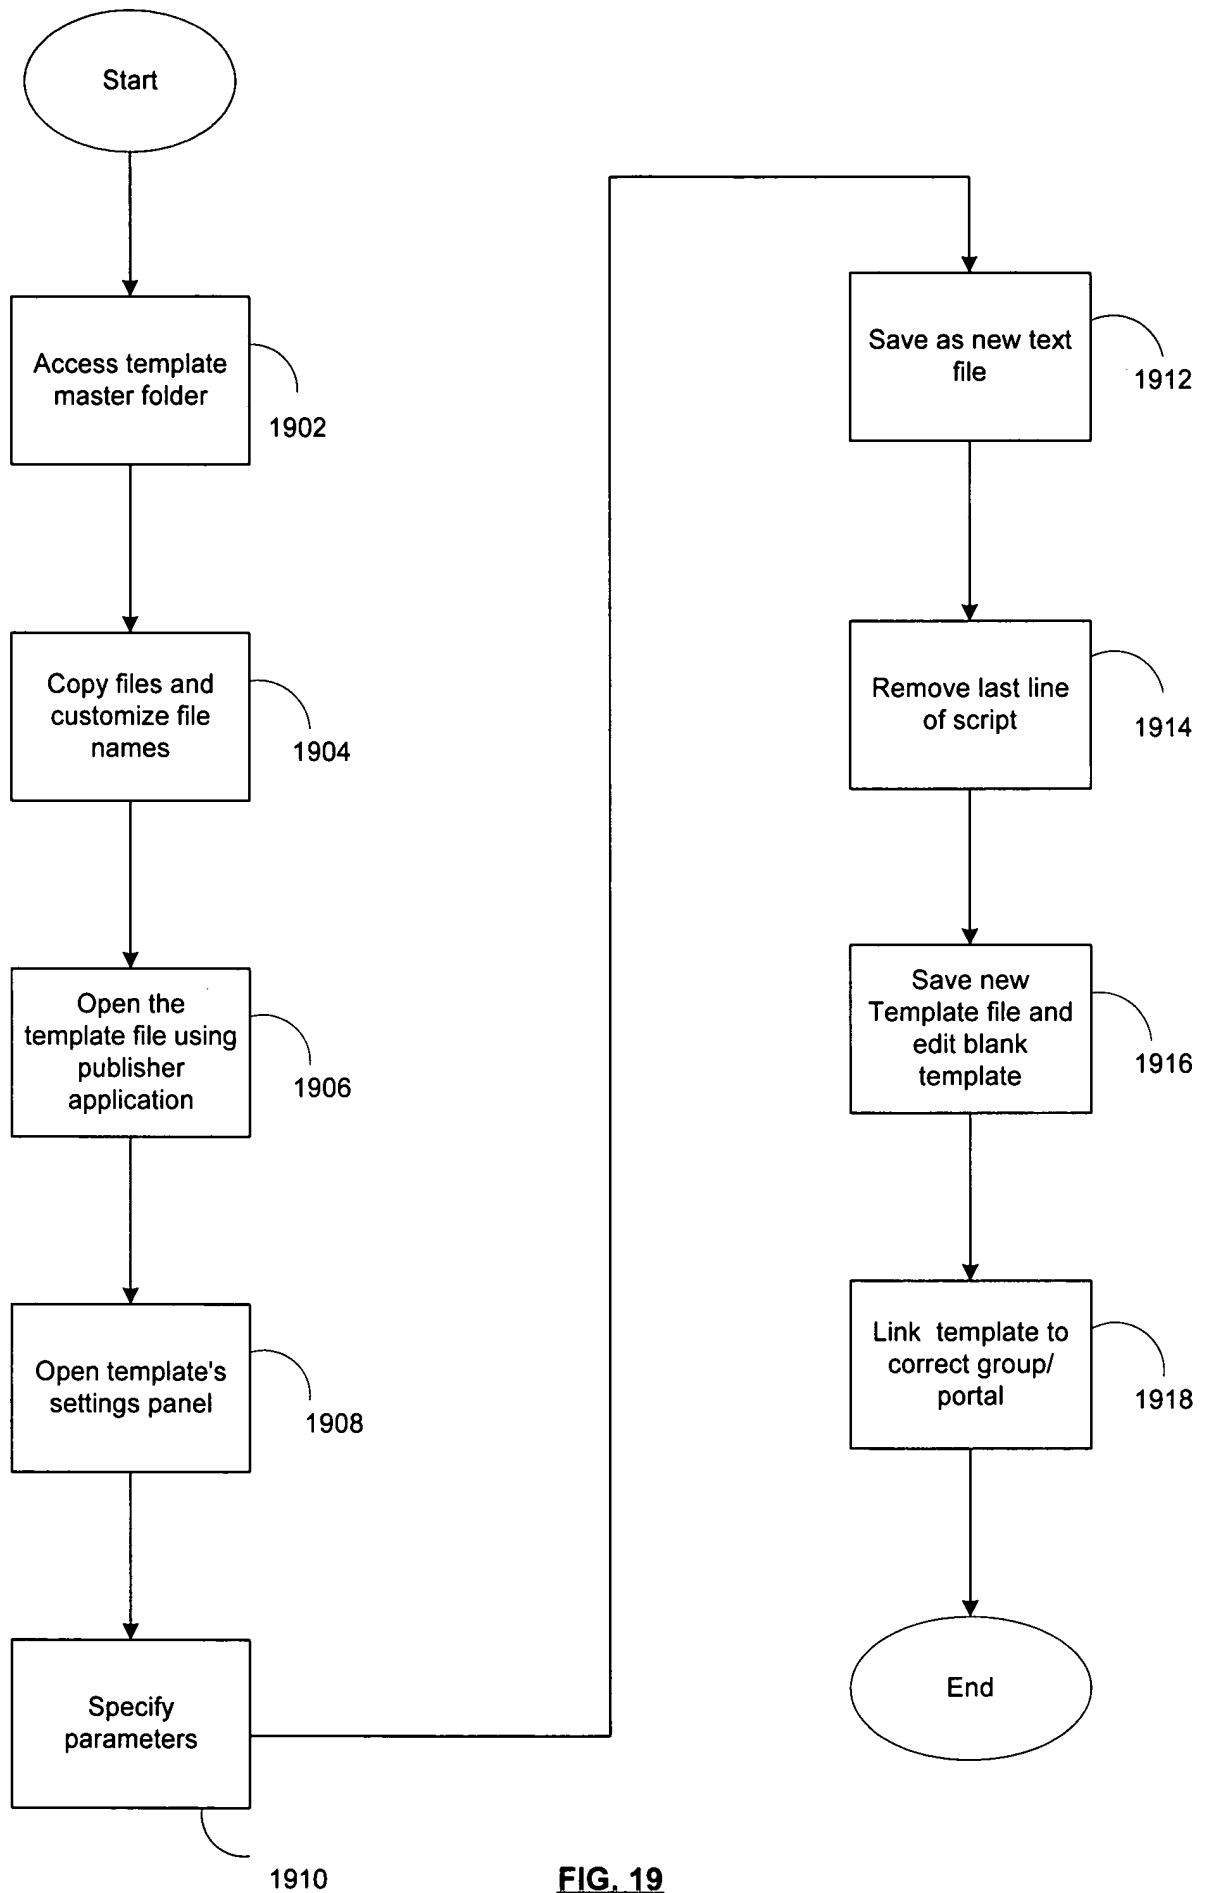 Start
Access template
master folder
1902
Copy files and
customize file
names
1904
Open the
template file using
publisher
application
1906
Open template's
settings panel
1908
Specify
parameters
1910
Save as new text
file
1912
Remove last line
of script
1914
Save new
Template file and
edit blank
template
1916
Link template to
correct group/
portal
1918
End
FIG. 19